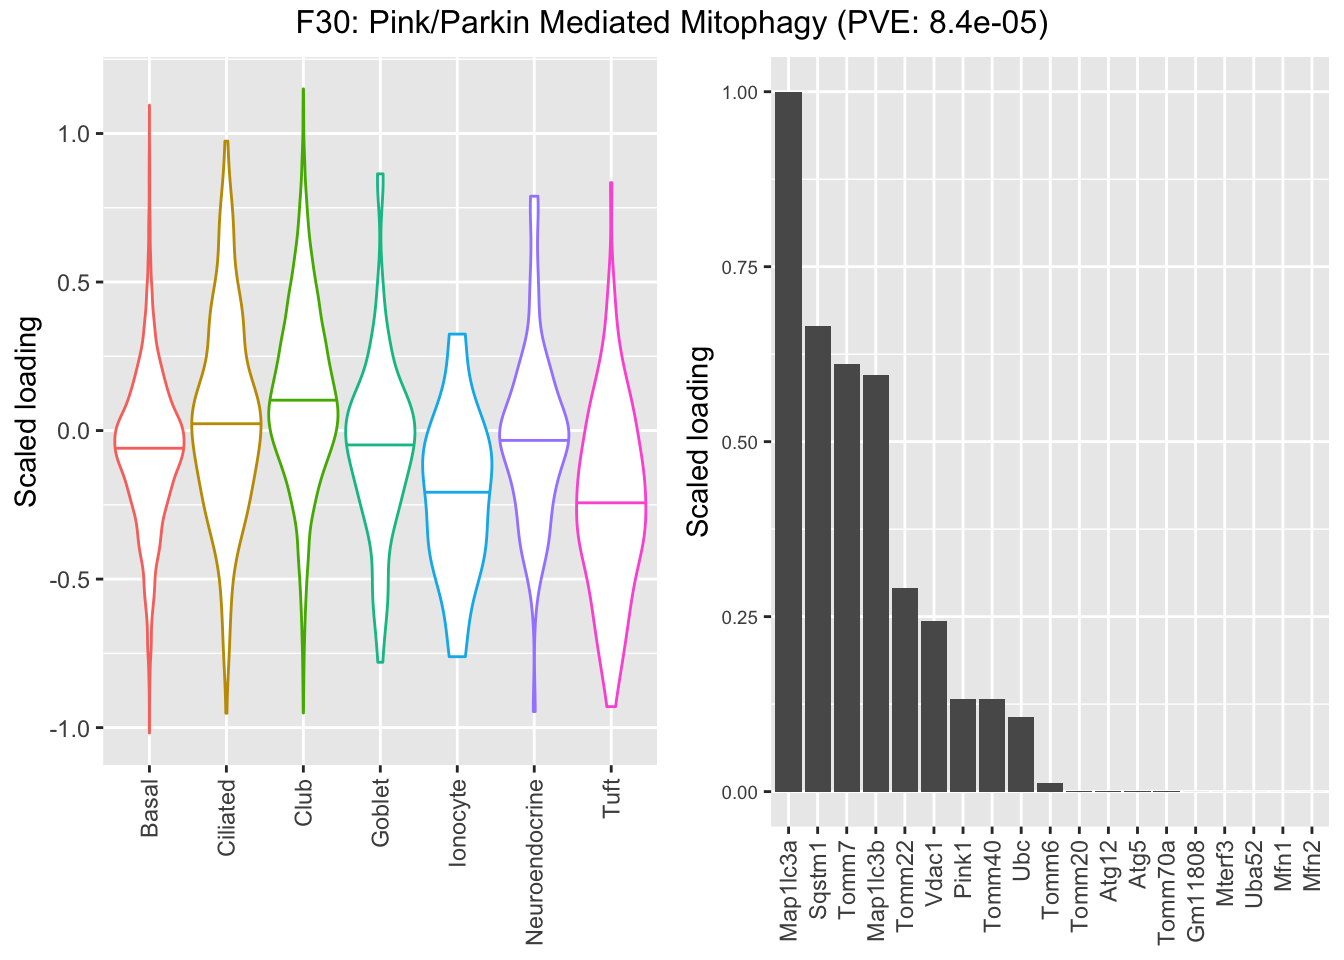 F30: Pink/Parkin Mediated Mitophagy (PVE: 8.4e-05)
Scaled loading
1.0
0.5
0.0
-0.5
-1.0
Basal
Ciliated
Club
Goblet
Ionocyte
Neuroendocrine
Tuft
Scaled loading
1.00
0.75
0.50
0.25
0.00
Map1lc3a
Sqstm1
Tomm7
Map1lc3b
Tomm22
Vdac1
Pink1
Tomm40
Ubc
Tomm6
Tomm20
Atg12
Atg5
Tomm70a
Gm11808
Mterf3
Uba52
Mfn1
Mfn2